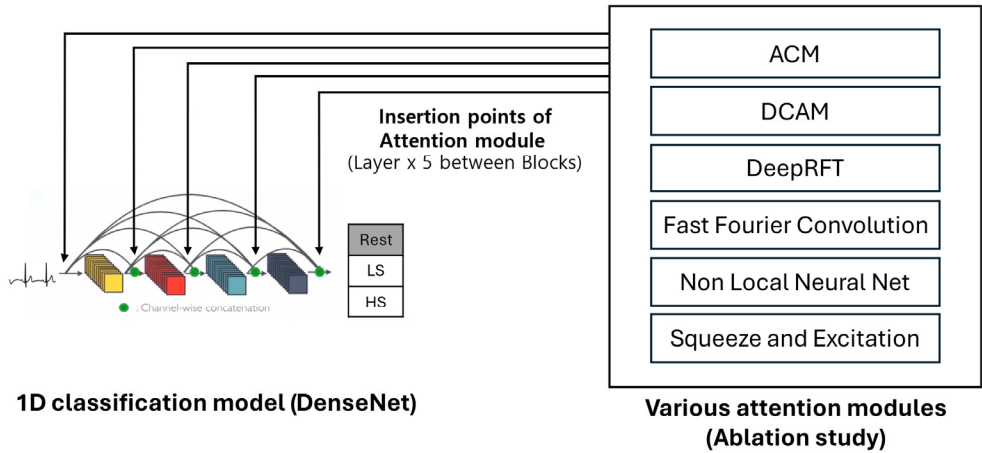 ACM
DCAM
DeepRFT
Fast Fourier Convolution
Non Local Neural Net
Squeeze and Excitation
Insertion points of
Attention module
(Layer x 5 between Blocks)
Rest
LS
HS
: Channel-wise concatenation
1D classification model (DenseNet)
Various attention modules
(Ablation study)